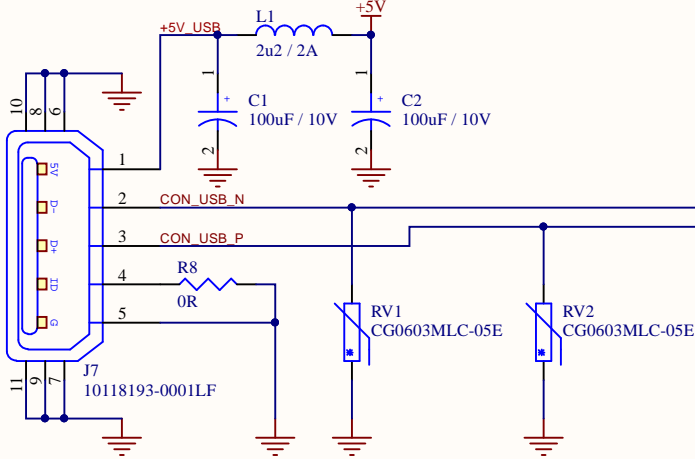 +5V
L1
+5V_USB
2u2 / 2A
1
1
C1
100uF / 10V
C2
100uF / 10V
2
2
10
8
6
5V
1
D-
2
CON_USB_N
D+
3
CON_USB_P
ID
4
R8
0R
G
5
RV1
CG0603MLC-05E
*
RV2
CG0603MLC-05E
*
11
9
7
J7
10118193-0001LF